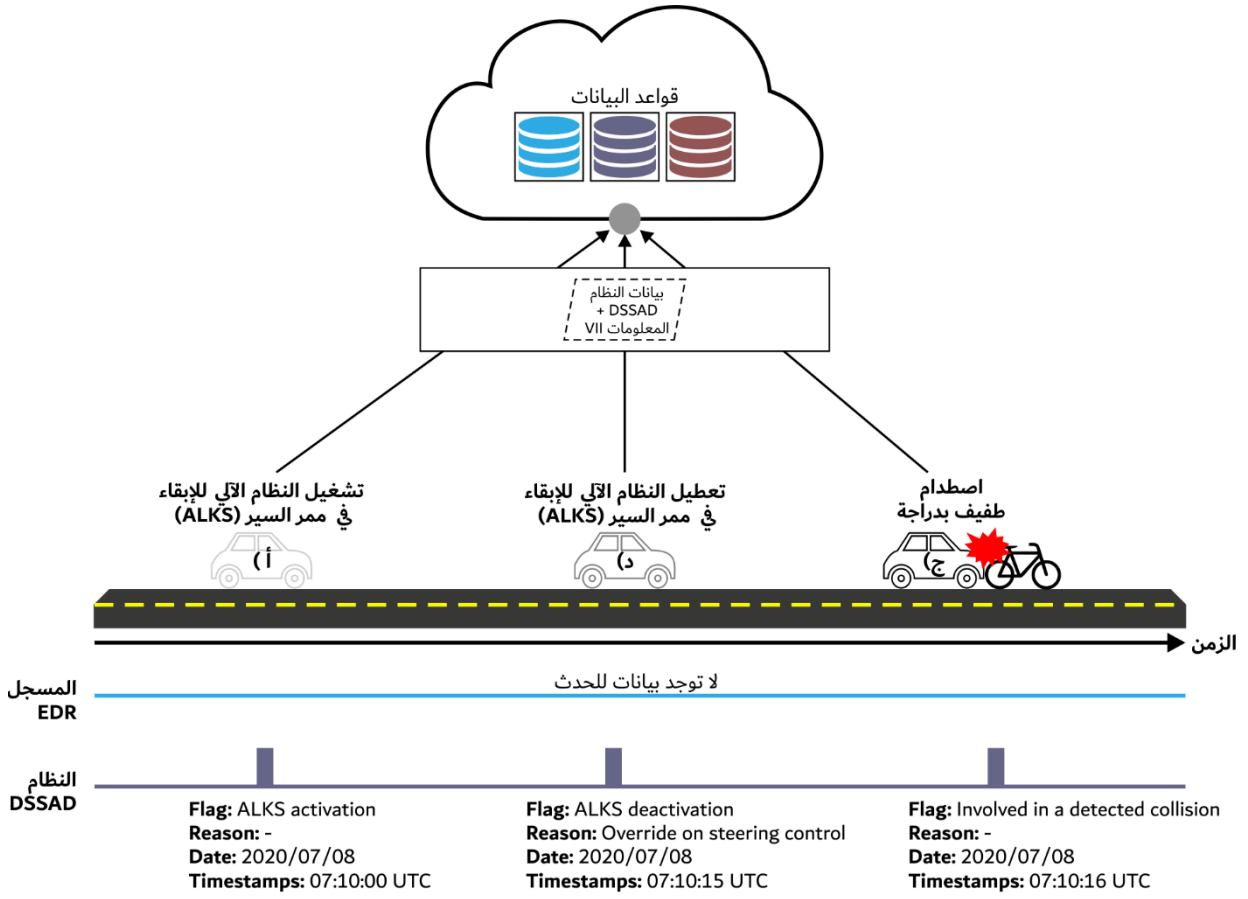 قواعد البيانات
بيانات النظام
DSSAD +
المعلومات VII
تشغيل النظام الآلي للإبقاء
في ممر السير (ALKS)
تعطيل النظام الآلي للإبقاء
في ممر السير (ALKS)
اصطدام
طفيف بدراجة
أ )
د)
ج)
الزمن
المسجل
EDR
لا توجد بيانات للحدث
النظام
DSSAD
Flag: ALKS activation
Reason: -
Date: 2020/07/08
Timestamps: 07:10:00 UTC
Flag: ALKS deactivation
Reason: Override on steering control
Date: 2020/07/08
Timestamps: 07:10:15 UTC
Flag: Involved in a detected collision
Reason: -
Date: 2020/07/08
Timestamps: 07:10:16 UTC